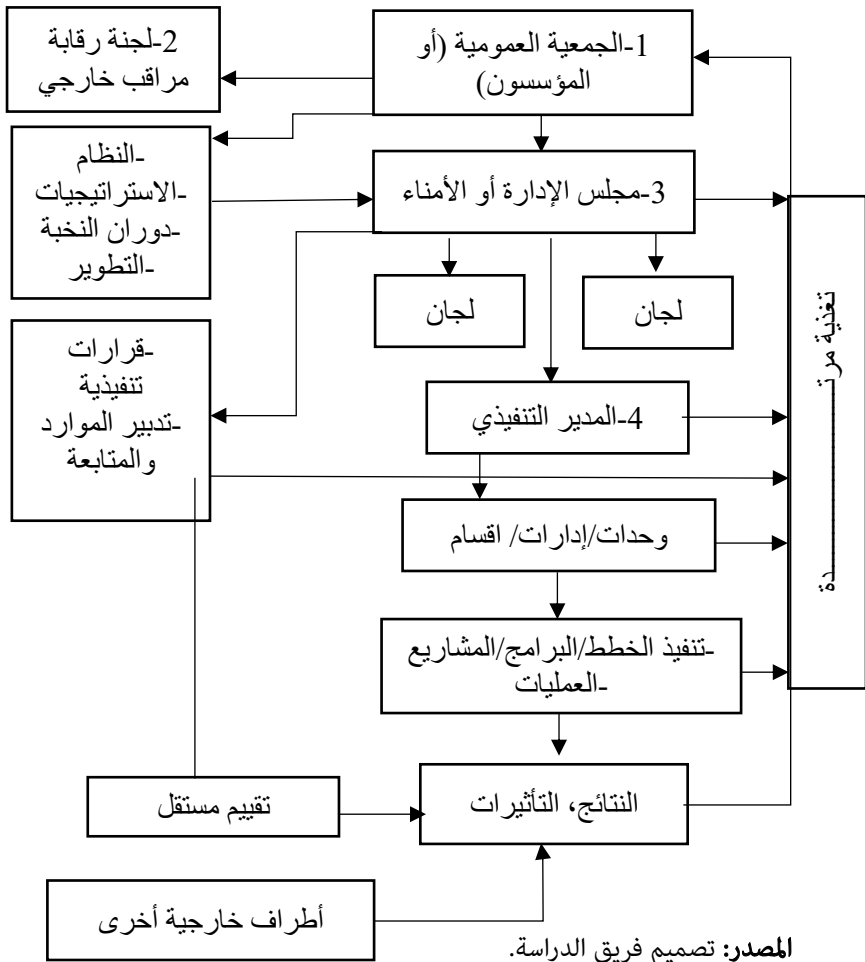 1-الجمعية العمومية (أو
المؤسسون)
2-لجنة رقابة
مراقب خارجي
-النظام
-الاستراتيجيات
-دوران النخبة
-التطوير
3-مجلس الإدارة أو الأمناء
لجان
لجان
-قرارات
تنفيذية
-تدبير الموارد
والمتابعة
4-المدير التنفيذي
وحدات/إدارات/ اقسام
-تنفيذ الخطط/البرامج/المشاريع
-العمليات
تغذية مرتـــــــــــدة
النتائج، التأثيرات
تقييم مستقل
أطراف خارجية أخرى
المصدر: تصميم فريق الدراسة.